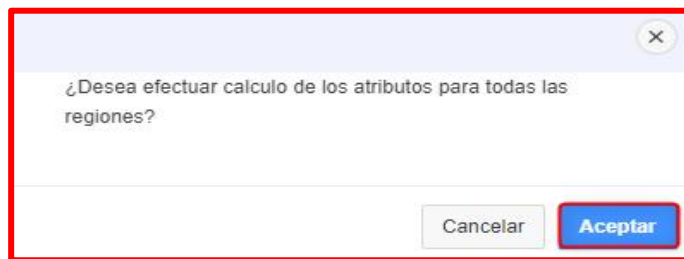 ¿Desea efectuar calculo de los atributos para todas las
regiones?
Cancelar Aceptar